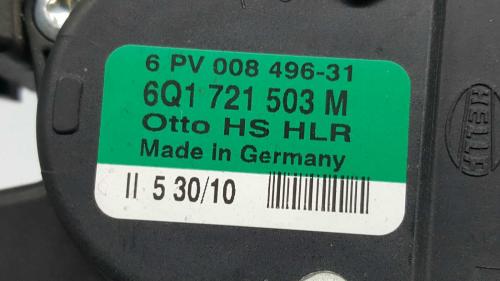 6 PV 008 496-31
6Q1 721 503 M
Otto HS HLR
Made in Germany
II 5 30/10
HELLA